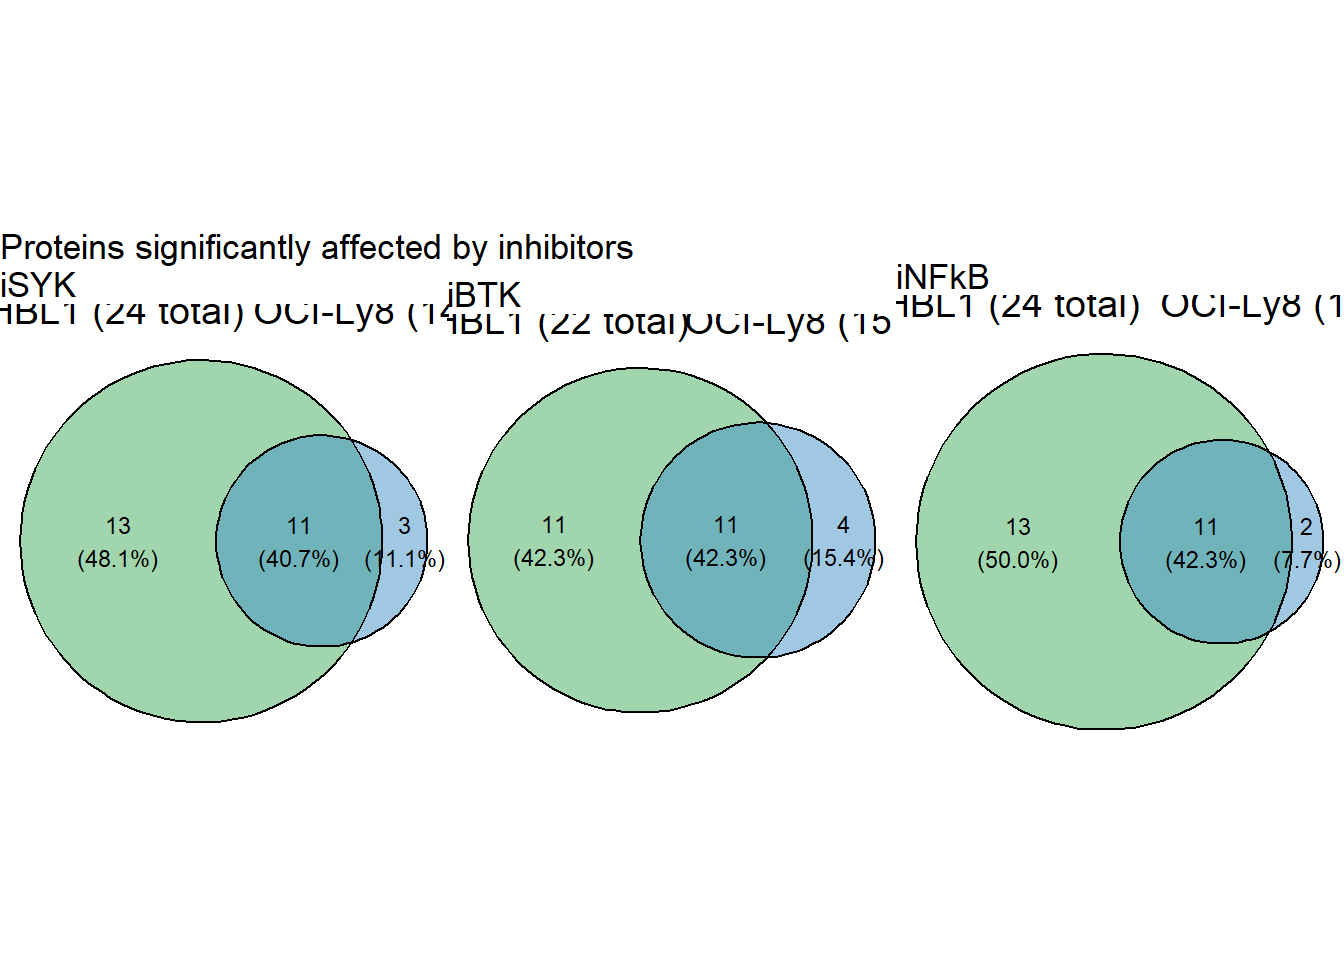 Proteins significantly affected by inhibitors
iSYK
HBL1 (24 total) OCI-Ly8 (14
13
(48.1%)
11
(40.7%)
3
(11.1%)
iBTK
HBL1 (22 total) OCI-Ly8 (15
11
(42.3%)
11
(42.3%)
4
(15.4%)
iNFkB
HBL1 (24 total) OCI-Ly8 (1
13
(50.0%)
11
(42.3%)
2
(7.7%)